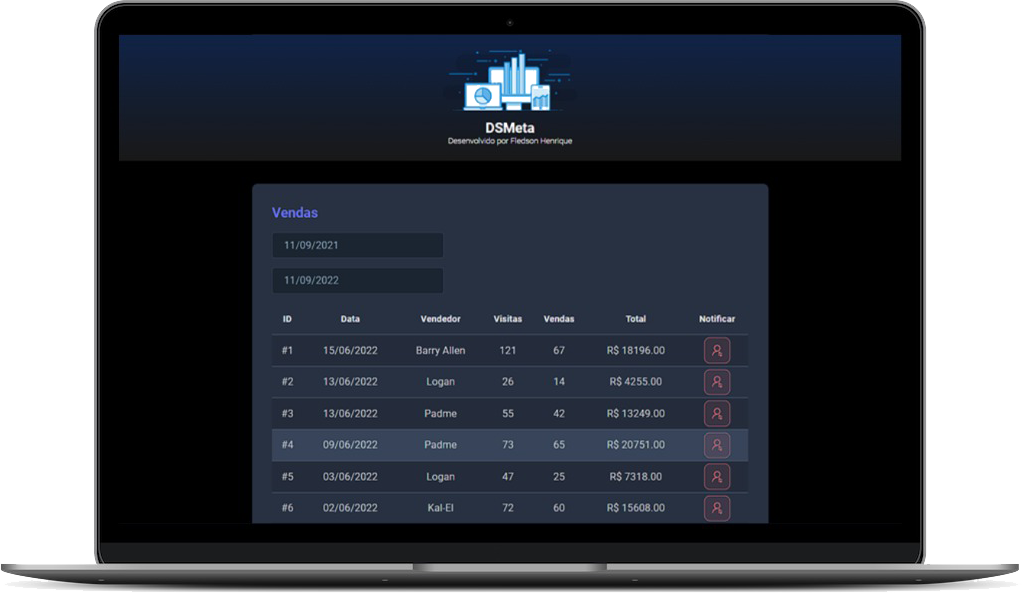 DSMeta
Desenvolvido por Fledson Henrique
Vendas
11/09/2021
11/09/2022
ID Data Vendedor Visitas Vendas Total Notificar
#1 15/06/2022 Barry Allen 121 67 R$ 18196.00
#2 13/06/2022 Logan 26 14 R$ 4255.00
#3 13/06/2022 Padme 55 42 R$ 13249.00
#4 09/06/2022 Padme 73 65 R$ 20751.00
#5 03/06/2022 Logan 47 25 R$ 7318.00
#6 02/06/2022 Kal-El 72 60 R$ 15608.00